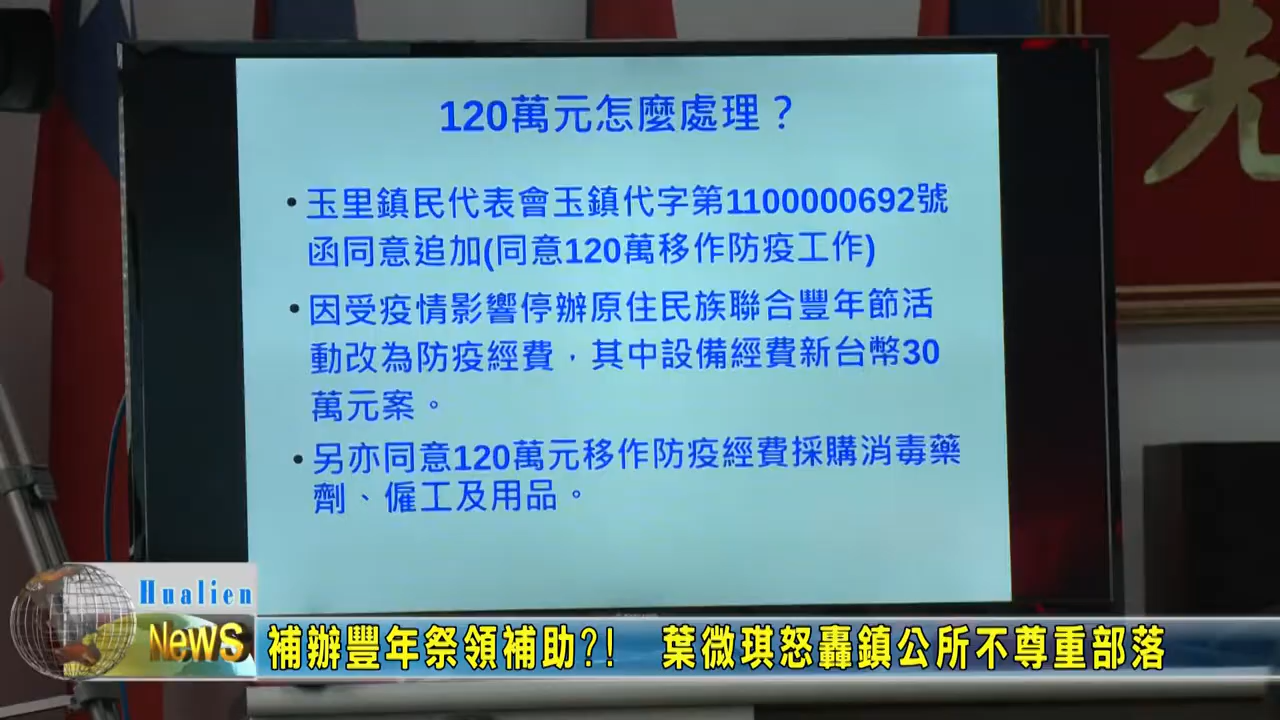 120萬元怎麼處理？
•玉里鎮民代表會玉鎮代字第1100000692號
函同意追加(同意120萬移作防疫工作)
•因受疫情影響停辦原住民族聯合豐年節活
動改為防疫經費，其中設備經費新台幣30
萬元案。
•另亦同意120萬元移作防疫經費採購消毒藥
劑、僱工及用品。
Hualien
NewS
補辦豐年祭領補助?! 葉微琪怒轟鎮公所不尊重部落